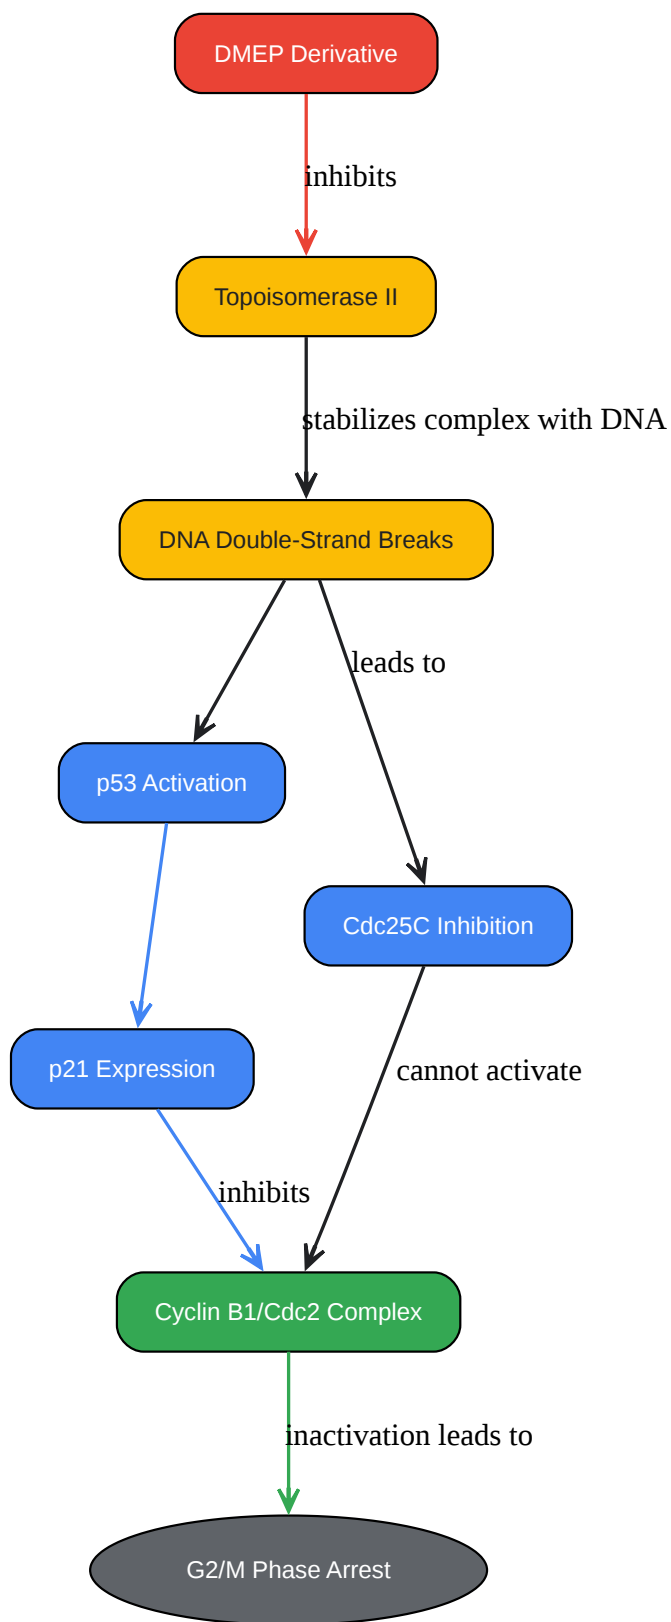 DMEP Derivative
inhibits
Topoisomerase II
stabilizes complex with DNA
DNA Double-Strand Breaks
leads to
p53 Activation
Cdc25C Inhibition
p21 Expression
cannot activate
inhibits
Cyclin B1/Cdc2 Complex
inactivation leads to
G2/M Phase Arrest